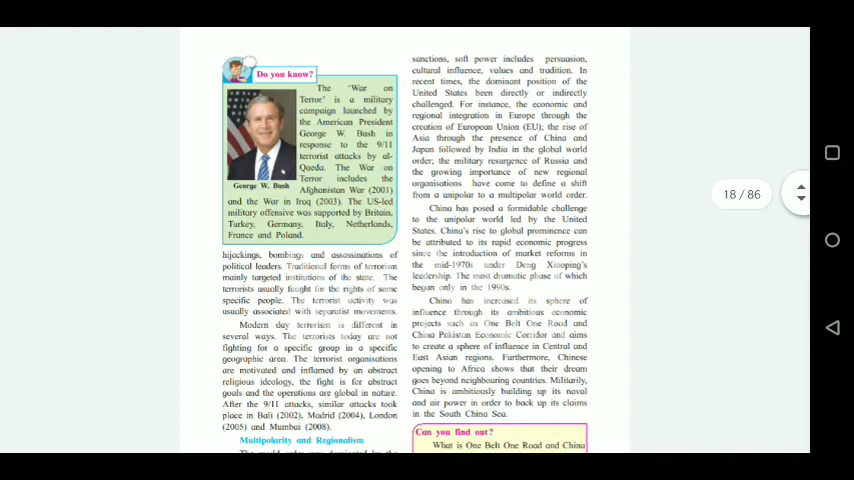 Do you know?
The 'War on
Terror' is a military
campaign launched by
the American President
George W. Bush in
response to the 9/11
terrorist attacks by al-
Qaeda. The War on
Terror includes the
George W. Bush
Afghanistan War (2001)
and the War in Iraq (2003). The US-led
military offensive was supported by Britain,
Turkey, Germany, Italy, Netherlands,
France and Poland.
hijackings, bombings and assossinations of
political leaders. Traditional forms of terrorism
mainly targeted institutions of the state. The
terrorists usually fought for the rights of some
specific people. The terrorist activity was
usually associated with separatist movements.
Modern day terrorism is different in
several ways. The terrorists today are not
fighting for a specific group in a specific
geographic area. The terrorist organisations
are motivated and inflamed by an abstract
religious ideology, the fight is for abstract
goals and the operations are global in nature.
After the 9/11 attacks, similar attacks took
place in Bali (2002), Madrid (2004), London
(2005) and Mumbai (2008).
Multipolarity and Regionalism
sanctions, soft power includes persuasion,
cultural influence, values and tradition. In
recent times, the dominant position of the
United States been directly or indirectly
challenged. For instance, the economic and
regional integration in Europe through the
creation of European Union (EU); the rise of
Asia through the presence of China and
Japan followed by India in the global world
order; the military resurgence of Russia and
the growing importance of new regional
organisations have come to define a shift
from a unipolar to a multipolar world order.
China has posed a formidable challenge
to the unipolar world led by the United
States. China's rise to global prominence can
be attributed to its rapid economic progress
since the introduction of market reforms in
the mid-1970s under Deng Xiaoping's
leadership. The most dramatic phase of which
began only in the 1990s.
China has increased its sphere of
influence through its ambitious economic
projects such as One Belt One Road and
China Pakistan Economic Corridor and aims
to create a sphere of influence in Central and
East Asian regions. Furthermore, Chinese
opening to Africa shows that their dream
goes beyond neighbouring countries. Militarily,
China is ambitiously building up its naval
and air power in order to back up its claims
in the South China Sea.
Can you find out?
What is One Belt One Road and China
18 / 86